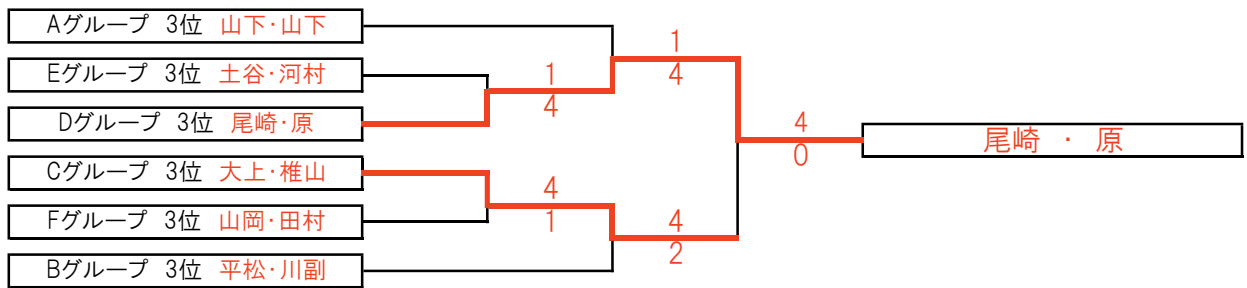 Aグループ 3位 山下・山下
Eグループ 3位 土谷・河村
Dグループ 3位 尾崎・原
Cグループ 3位 大上・椎山
Fグループ 3位 山岡・田村
Bグループ 3位 平松・川副
1
4
4
1
1
4
4
2
4
0
尾崎 ・ 原